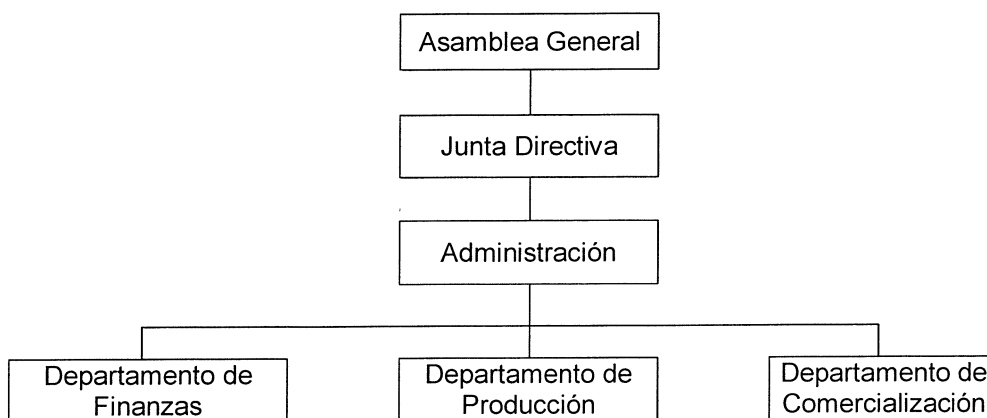 Asamblea General
Junta Directiva
Administración
Departamento de
Finanzas
Departamento de
Producción
Departamento de
Comercialización